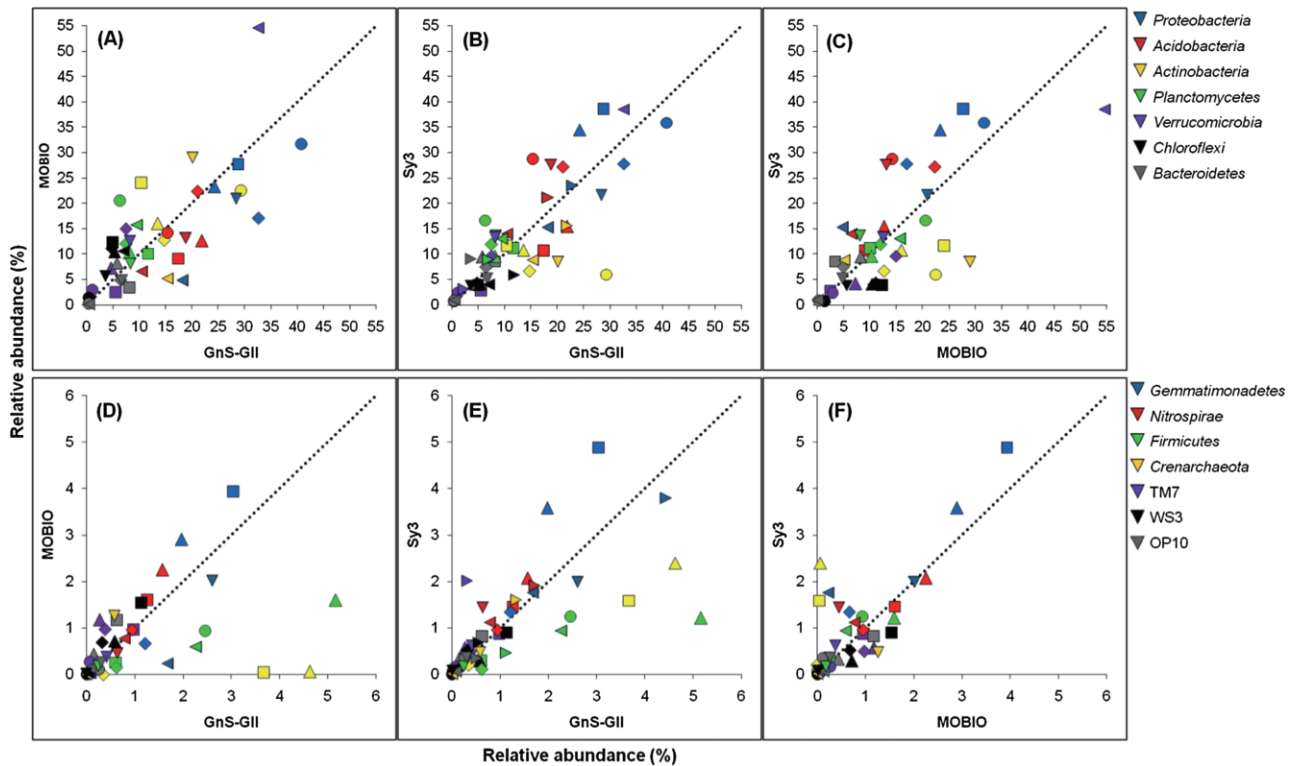 (A)
MOBIO
55
50
45
40
35
30
25
20
15
10
5
0
0 5 10 15 20 25 30 35 40 45 50 55
GnS-GII
(B)
Sy3
55
50
45
40
35
30
25
20
15
10
5
0
0 5 10 15 20 25 30 35 40 45 50 55
GnS-GII
(C)
Sy3
55
50
45
40
35
30
25
20
15
10
5
0
0 5 10 15 20 25 30 35 40 45 50 55
MOBIO
Proteobacteria
Acidobacteria
Actinobacteria
Planctomycetes
Verrucomicrobia
Chloroflexi
Bacteroidetes
Relative abundance (%)
(D)
MOBIO
6
5
4
3
2
1
0
0 1 2 3 4 5 6
GnS-GII
(E)
Sy3
6
5
4
3
2
1
0
0 1 2 3 4 5 6
GnS-GII
(F)
Sy3
6
5
4
3
2
1
0
0 1 2 3 4 5 6
MOBIO
Gemmatimonadetes
Nitrospirae
Firmicutes
Crenarchaeota
TM7
WS3
OP10
Relative abundance (%)